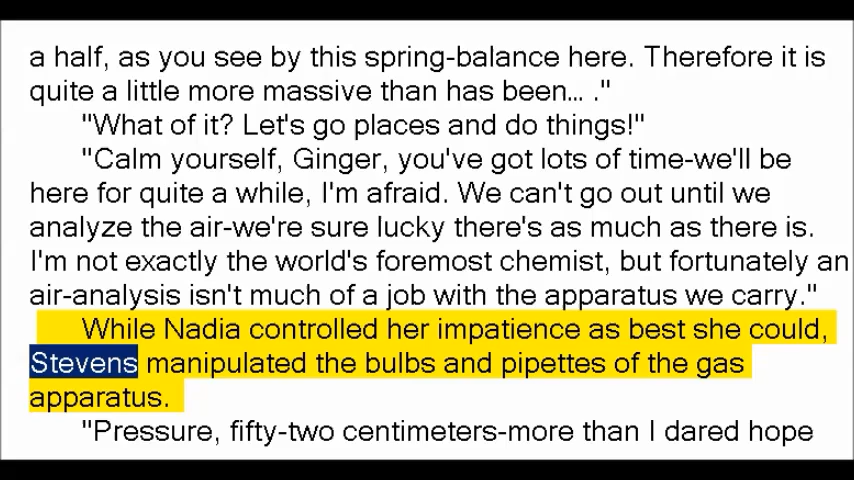 a half, as you see by this spring-balance here. Therefore it is
quite a little more massive than has been... ."
"What of it? Let's go places and do things!"
"Calm yourself, Ginger, you've got lots of time-we'll be
here for quite a while, I'm afraid. We can't go out until we
analyze the air-we're sure lucky there's as much as there is.
I'm not exactly the world's foremost chemist, but fortunately an
air-analysis isn't much of a job with the apparatus we carry."
While Nadia controlled her impatience as best she could,
Stevens manipulated the bulbs and pipettes of the gas
apparatus.
"Pressure, fifty-two centimeters-more than I dared hope